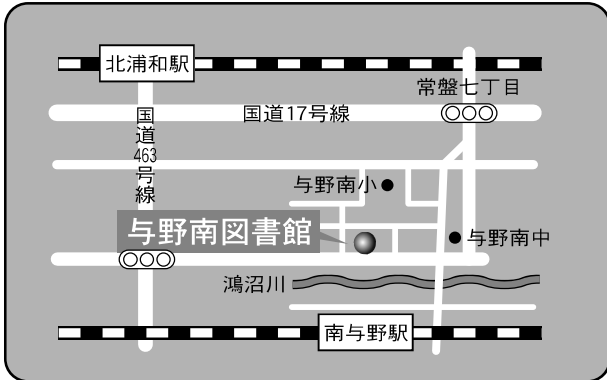 北浦和駅
常盤七丁目
国道17号線
国道463号線
与野南小
与野南図書館
与野南中
鴻沼川
南与野駅